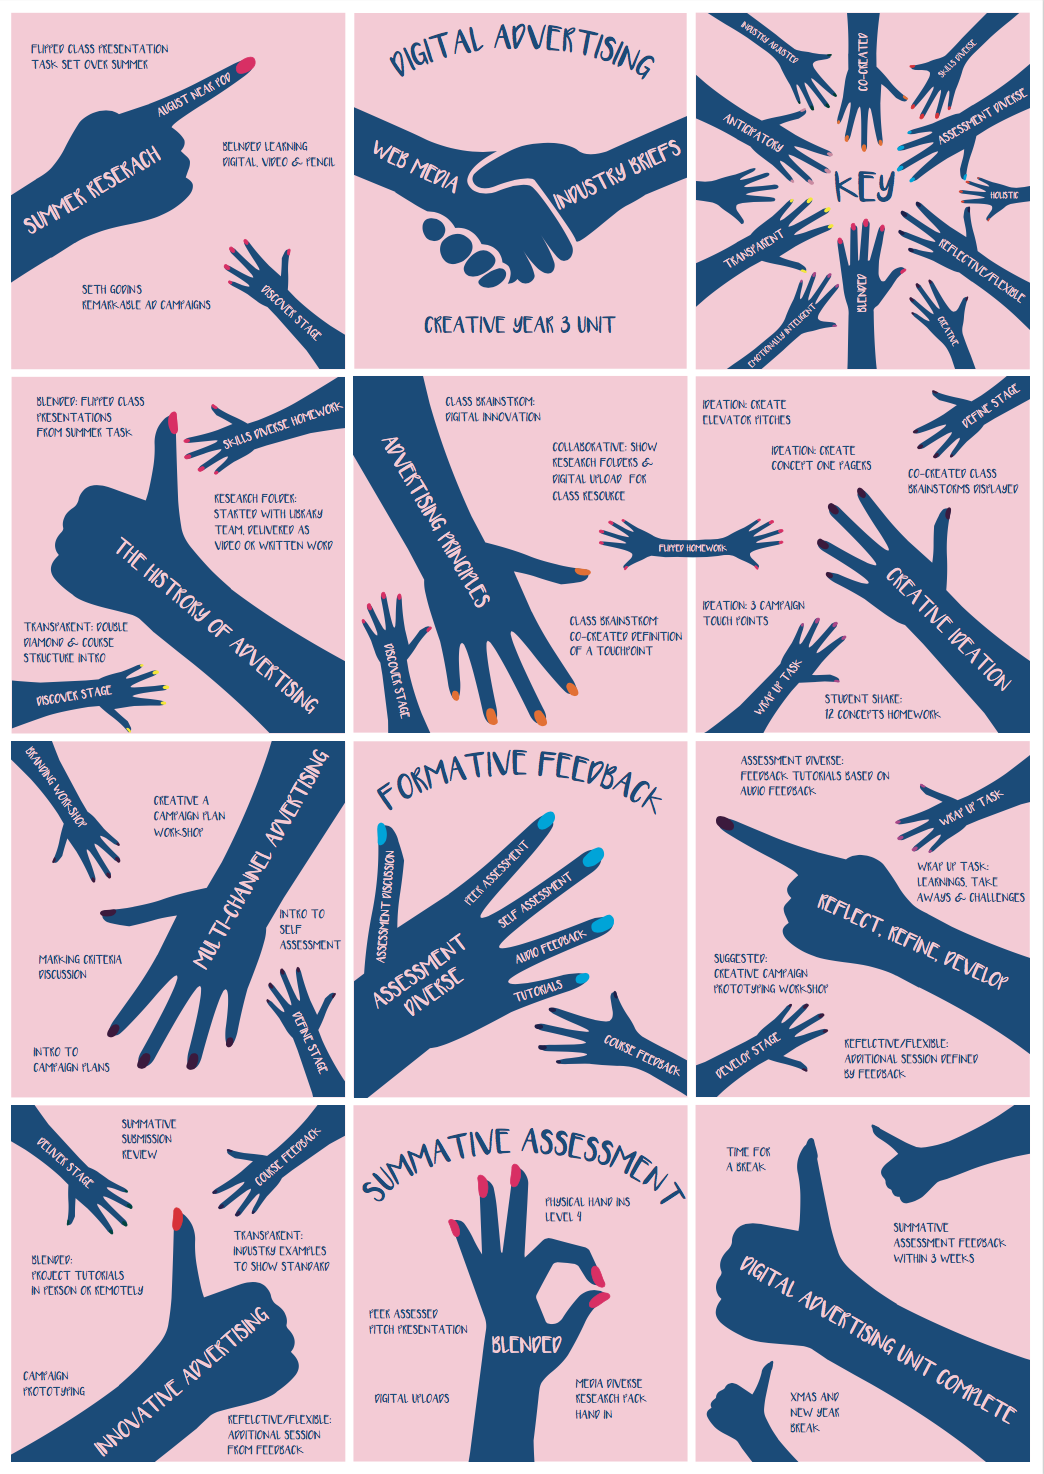 FLIPPED CLASS PRESENTATION
TASK SET OVER SUMMER
AUGUST NEAR POD
SUMMER RESERACH
BELNDED LEARNING
DIGITAL, VIDEO & PENCIL
SETH GODINS
REMARKABLE AD CAMPAIGNS
DISCOVER STAGE
DIGITAL ADVERTISING
WEB MEDIA
INDUSTRY BRIEFS
CREATIVE YEAR 3 UNIT
INDUSTRY ADJUSTED
CO-CREATED
SKILLS DIVERSE
ANTICIPATORY
ASSESSMENT DIVERSE
KEY
HOLISTIC
TRANSPARENT
REFLECTIVE/FLEXIBLE
BLENDED
EMOTIONALLY INTELIGENT
CREATIVE
BLENDED: FLIPPED CLASS
PRESENTATIONS
FROM SUMMER TASK
SKILLS DIVERSE HOMEWORK
RESEARCH FOLDER:
STARTED WITH LIBRARY
TEAM, DELIVERED AS
VIDEO OR WRITTEN WORD
THE HISTRORY OF ADVERTISING
TRANSPARENT: DOUBLE
DIAMOND & COURSE
STRUCTURE INTRO
DISCOVER STAGE
CLASS BRAINSTROM:
DIGITAL INNOVATION
COLLABORATIVE: SHOW
RESEARCH FOLDERS &
DIGITAL UPLOAD FOR
CLASS RESOURCE
ADVERTISING PRINCIPLES
FLIPPED HOMEWORK
DISCOVER STAGE
CLASS BRAINSTROM
CO-CREATED DEFINITION
OF A TOUCHPOINT
IDEATION: CREATE
ELEVATOR PITCHES
DEFINE STAGE
IDEATION: CREATE
CONCEPT ONE PAGERS
CO-CREATED CLASS
BRAINSTORMS DISPLAYED
CREATIVE IDEATION
IDEATION: 3 CAMPAIGN
TOUCH POINTS
WRAP UP TASK
STUDENT SHARE:
12 CONCEPTS HOMEWORK
BRANDING WORKSHOP
CREATIVE A
CAMPAIGN PLAN
WORKSHOP
MULTI-CHANNEL ADVERTISING
INTRO TO
SELF
ASSESSMENT
MARKING CRITERIA
DISCUSSION
INTRO TO
CAMPAIGN PLANS
DEFINE STAGE
FORMATIVE FEEDBACK
ASSESSMENT DISCUSSION
PEER ASSESSMENT
SELF ASSESSMENT
AUDIO FEEDBACK
TUTORIALS
ASSESSMENT
DIVERSE
COURSE FEEDBACK
ASSESSMENT DIVERSE:
FEEDBACK TUTORIALS BASED ON
AUDIO FEEDBACK
WRAP UP TASK
WRAP UP TASK:
LEARNINGS, TAKE
AWAYS & CHALLENGES
REFLECT, REFINE, DEVELOP
SUGGESTED:
CREATIVE CAMPAIGN
PROTOTYPING WORKSHOP
DEVELOP STAGE
REFELCTIVE/FLEXIBLE:
ADDITIONAL SESSION DEFINED
BY FEEDBACK
SUMMATIVE
SUBMISSION
REVIEW
DELIVER STAGE
COURSE FEEDBACK
TRANSPARENT:
INDUSTRY EXAMPLES
TO SHOW STANDARD
BLENDED:
PROJECT TUTORIALS
IN PERSON OR REMOTELY
INNOVATIVE ADVERTISING
CAMPAIGN
PROTOTYPING
REFELCTIVE/FLEXIBLE:
ADDITIONAL SESSION
FROM FEEDBACK
SUMMATIVE ASSESSMENT
PHYSICAL HAND INS
LEVEL 4
PEER ASSESSED
PITCH PRESENTATION
BLENDED
DIGITAL UPLOADS
MEDIA DIVERSE
RESEARCH PACK
HAND IN
TIME FOR
A BREAK
SUMMATIVE
ASSESSMENT FEEDBACK
WITHIN 3 WEEKS
DIGITAL ADVERTISING UNIT COMPLETE
XMAS AND
NEW YEAR
BREAK